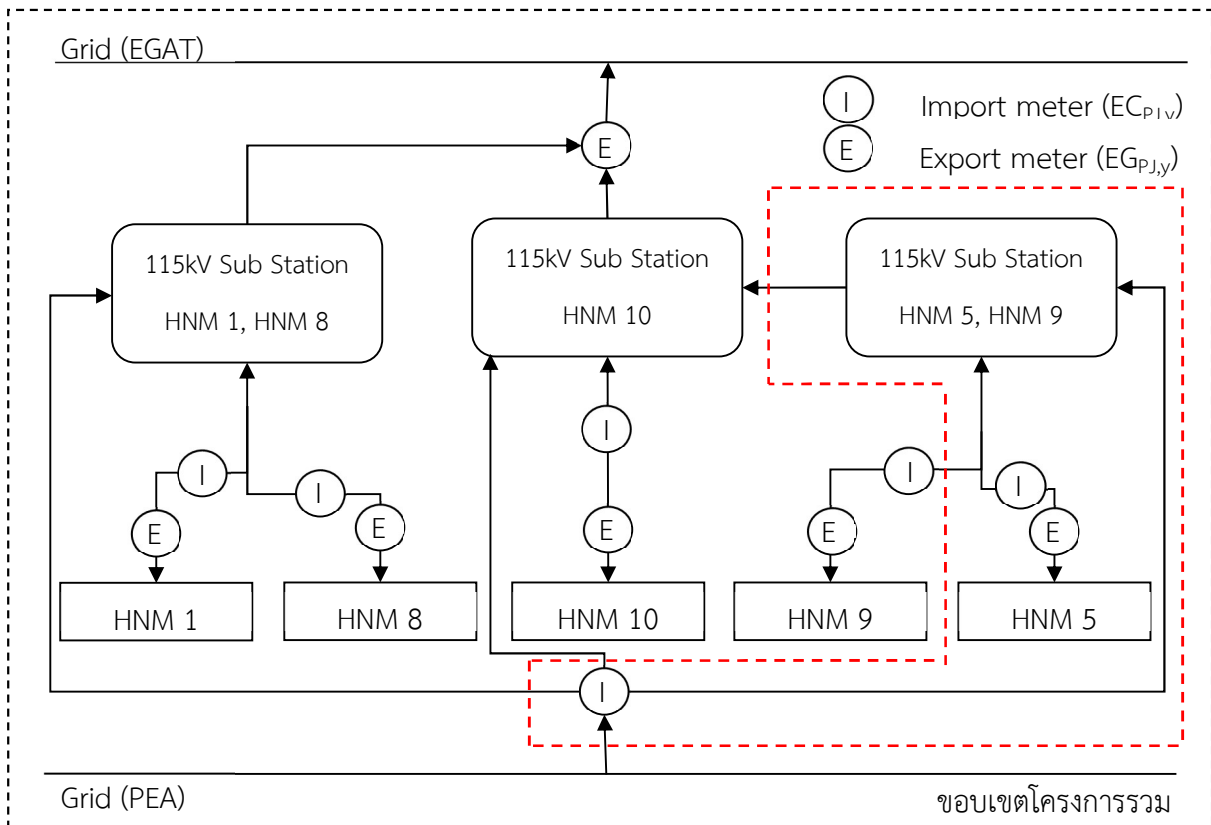 Grid (EGAT)
I Import meter (ECPJ,y)
E Export meter (EGPJ,y)
E
115kV Sub Station
HNM 1, HNM 8
115kV Sub Station
HNM 10
115kV Sub Station
HNM 5, HNM 9
I
I
I
I
I
E
E
E
E
E
HNM 1
HNM 8
HNM 10
HNM 9
HNM 5
I
Grid (PEA)
ขอบเขตโครงการรวม